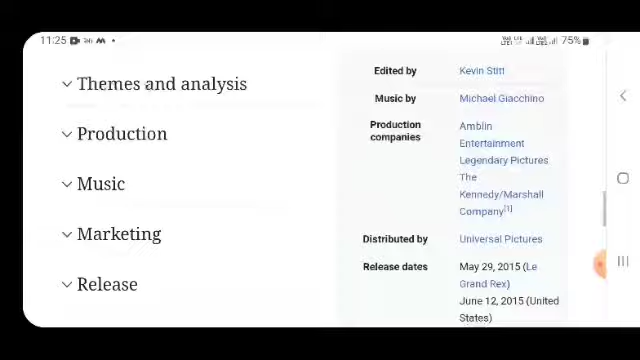 11:25
75%
Themes and analysis
Production
Music
Marketing
Release
Edited by Kevin Stitt
Music by Michael Giacchino
Production companies Amblin
Entertainment
Legendary Pictures
The
Kennedy/Marshall
Company[1]
Distributed by Universal Pictures
Release dates May 29, 2015 (Le
Grand Rex)
June 12, 2015 (United
States)